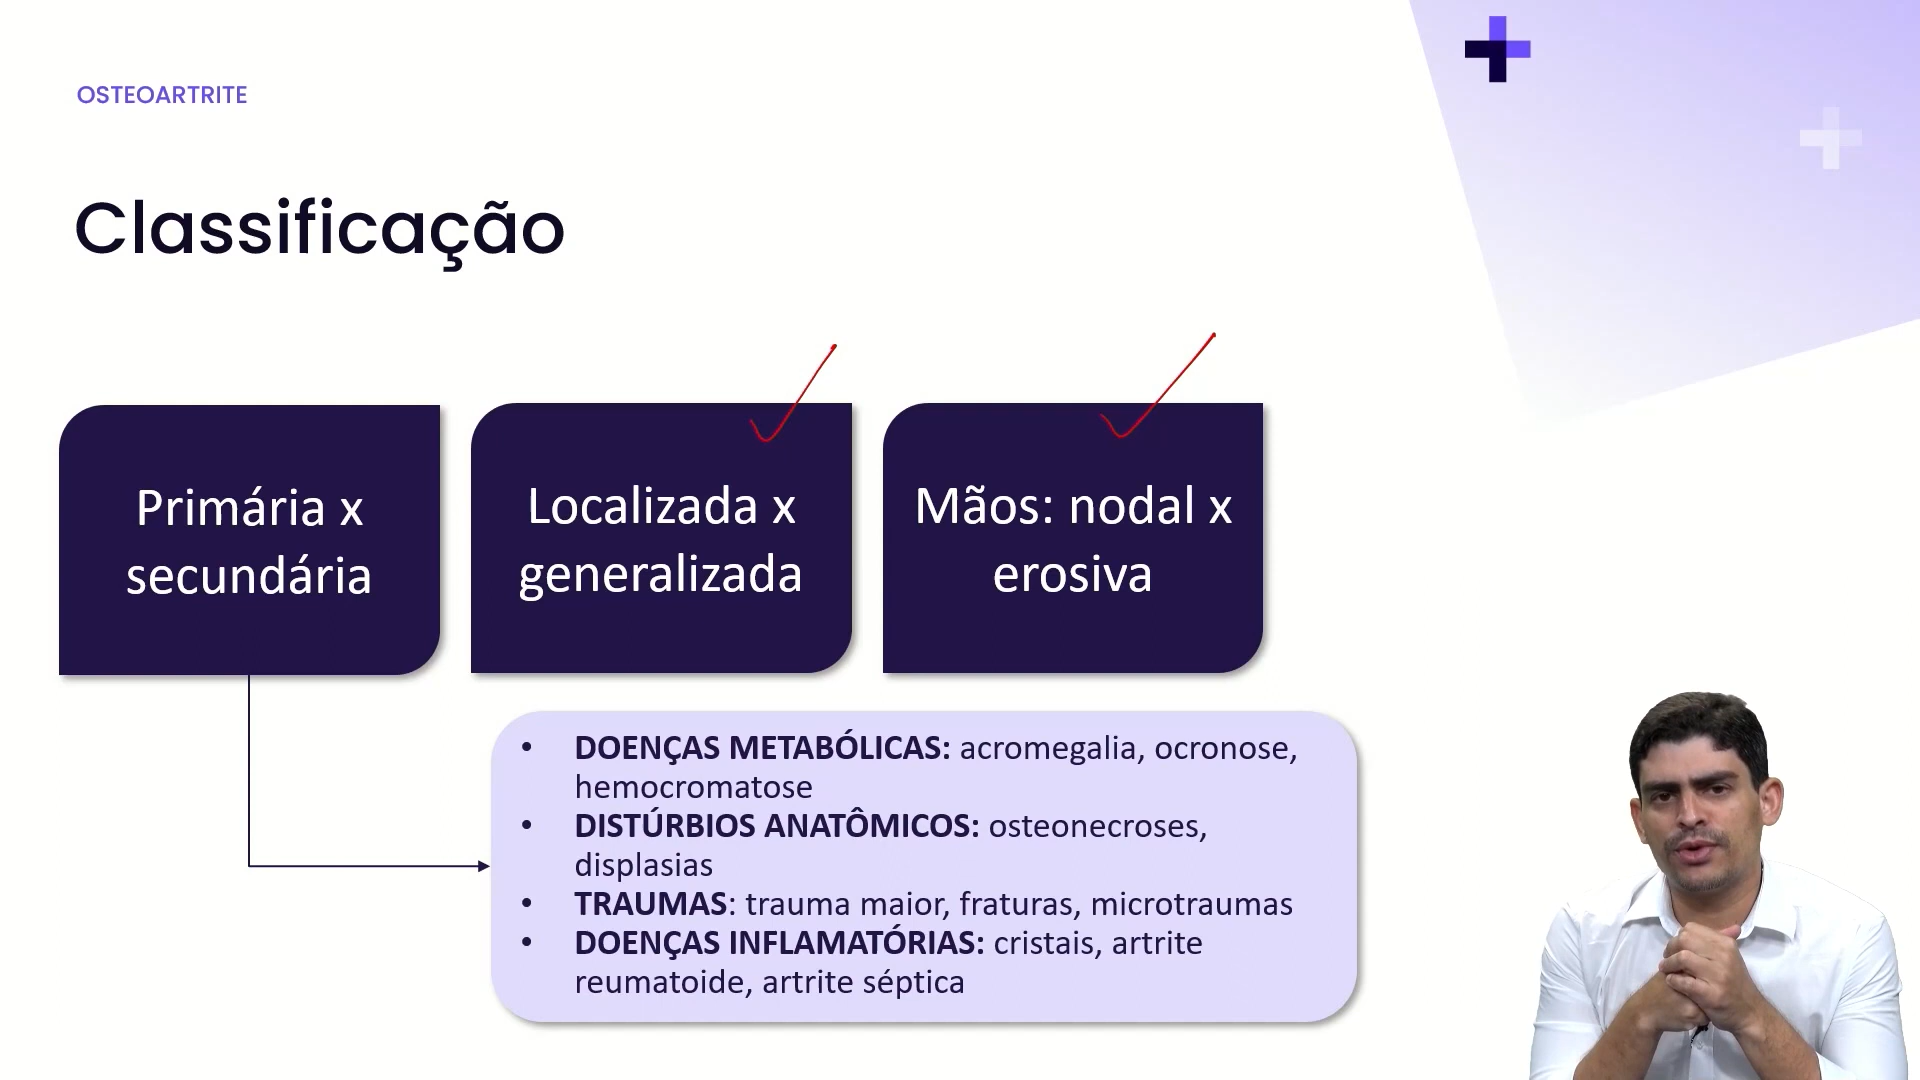 OSTEOARTRITE
Classificação
Primária x
secundária
Localizada x
generalizada
Mãos: nodal x
erosiva
• DOENÇAS METABÓLICAS: acromegalia, ocronose,
hemocromatose
• DISTÚRBIOS ANATÔMICOS: osteonecroses,
displasias
• TRAUMAS: trauma maior, fraturas, microtraumas
• DOENÇAS INFLAMATÓRIAS: cristais, artrite
reumatoide, artrite séptica